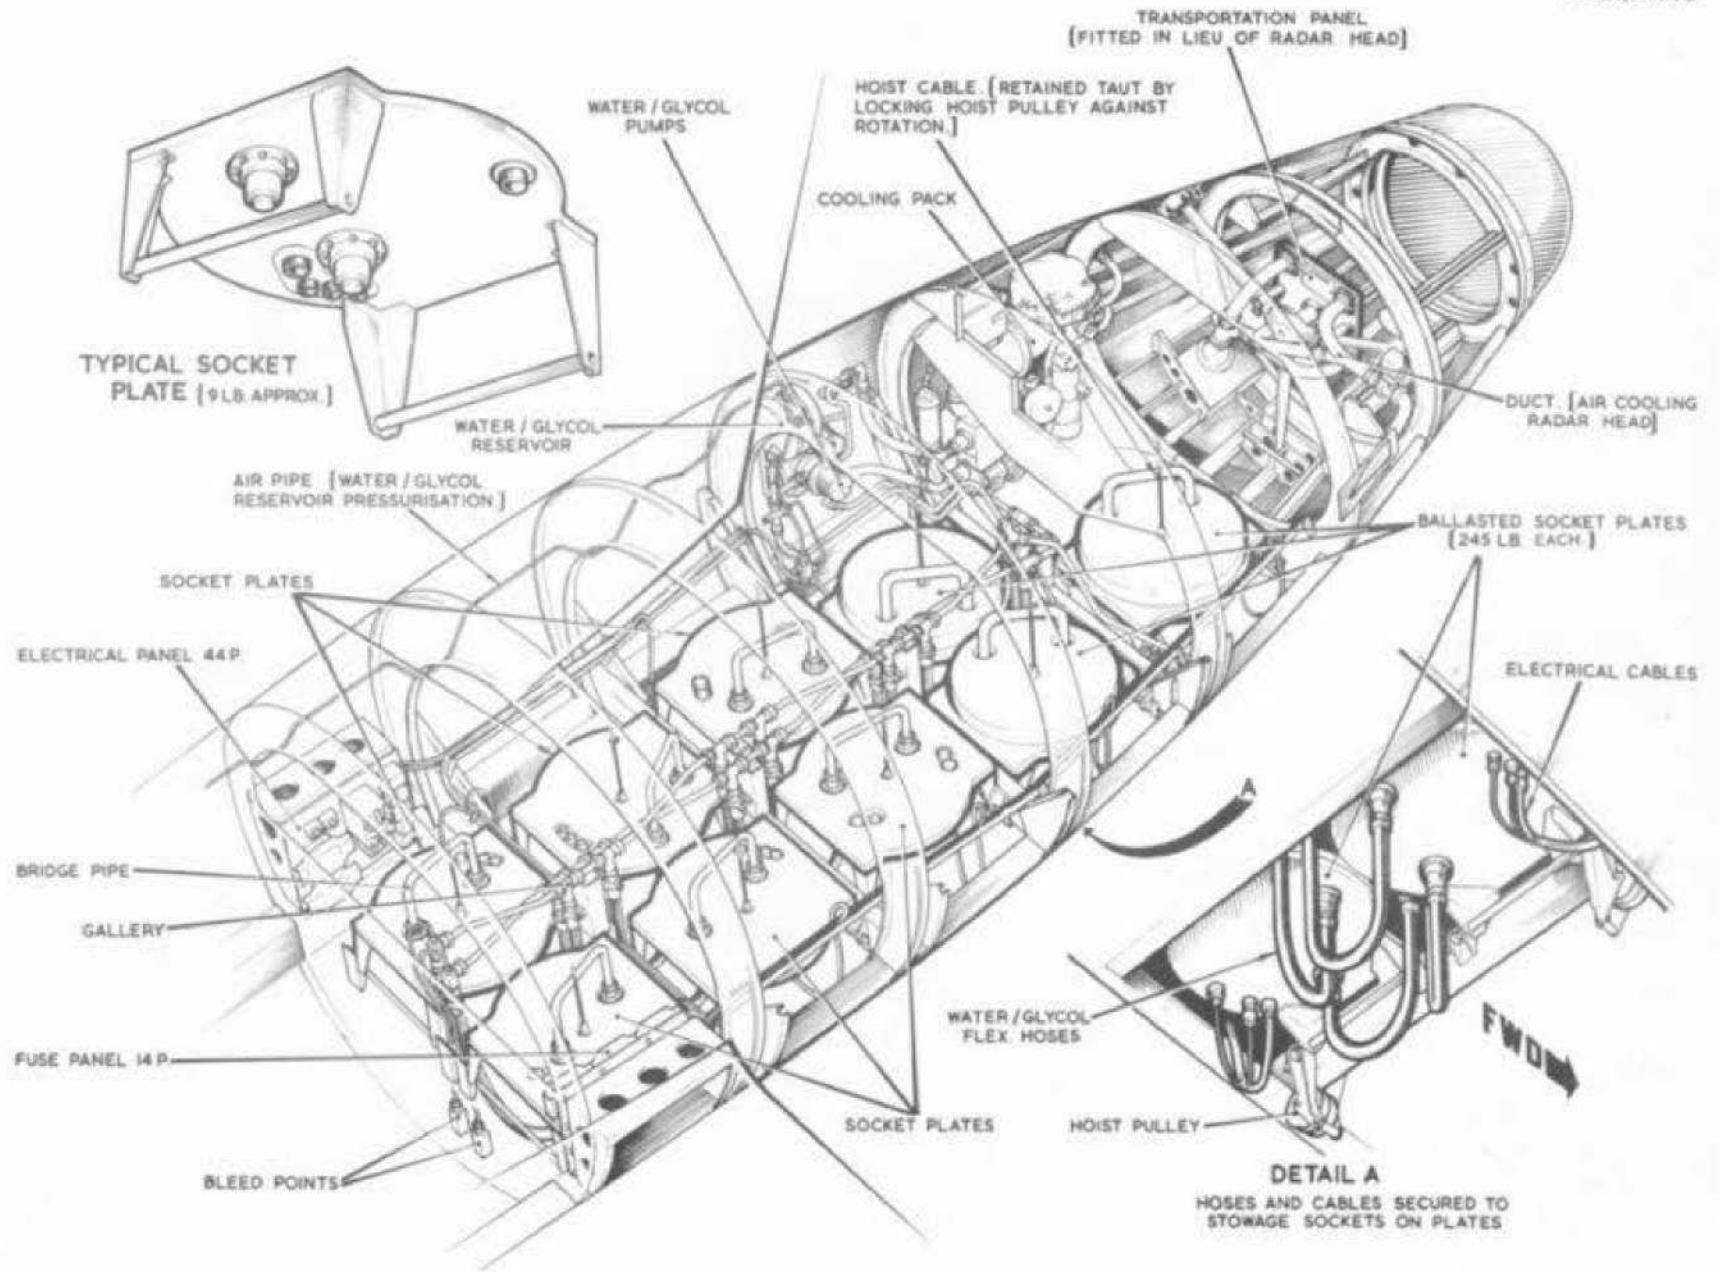 TRANSPORTATION PANEL
[FITTED IN LIEU OF RADAR HEAD]
HOIST CABLE. [RETAINED TAUT BY
LOCKING HOIST PULLEY AGAINST
ROTATION.]
WATER / GLYCOL
PUMPS
COOLING PACK
TYPICAL SOCKET
PLATE [9 LB. APPROX.]
WATER / GLYCOL
RESERVOIR
DUCT. [AIR COOLING
RADAR HEAD]
AIR PIPE [WATER / GLYCOL
RESERVOIR PRESSURISATION]
BALLASTED SOCKET PLATES
[245 LB. EACH.]
SOCKET PLATES
ELECTRICAL PANEL 44P.
ELECTRICAL CABLES
A
BRIDGE PIPE
GALLERY
WATER / GLYCOL
FLEX. HOSES
FWD
FUSE PANEL 14P.
SOCKET PLATES
HOIST PULLEY
BLEED POINTS
DETAIL A
HOSES AND CABLES SECURED TO
STOWAGE SOCKETS ON PLATES